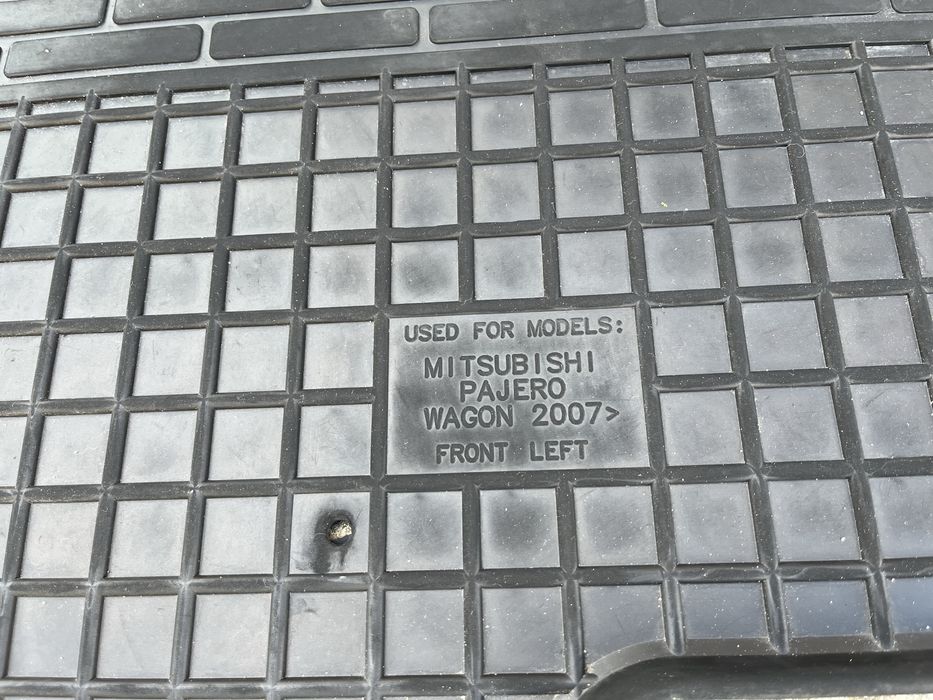 USED FOR MODELS:
MITSUBISHI
PAJERO
WAGON 2007>
FRONT LEFT